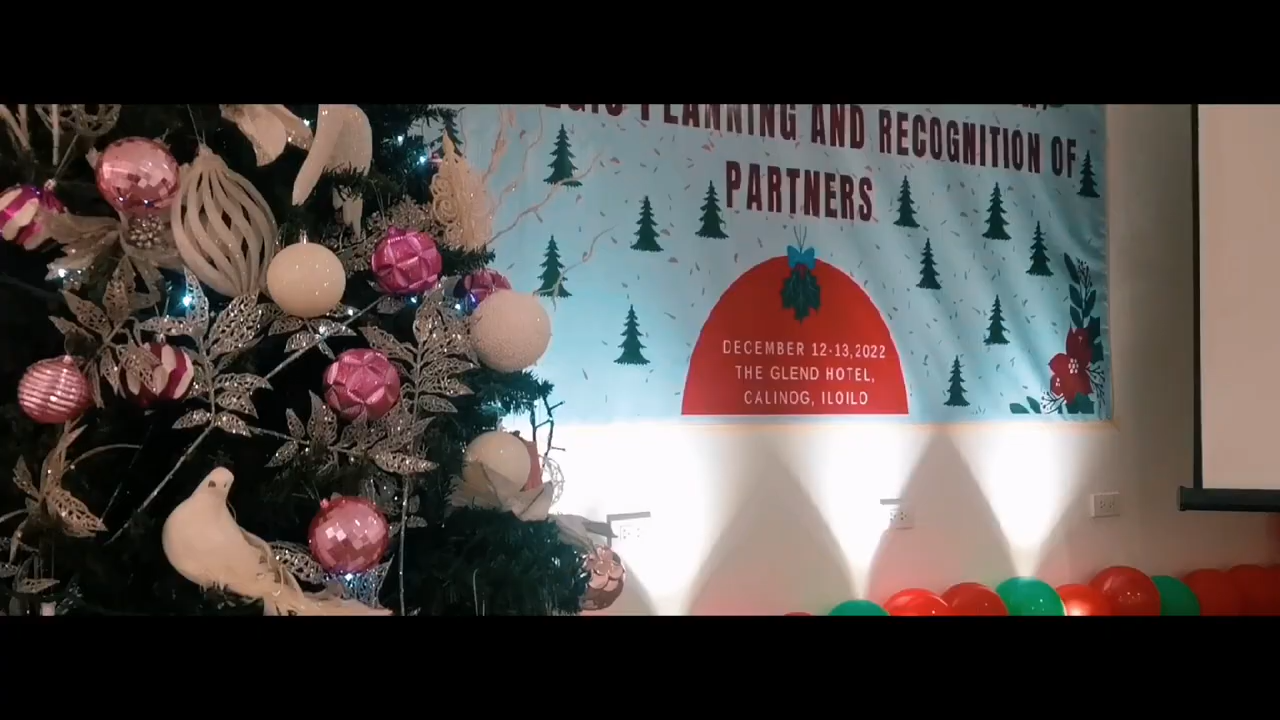 PLANNING AND RECOGNITION OF
PARTNERS
DECEMBER 12-13,2022
THE GLEND HOTEL,
CALINOG, ILOILO